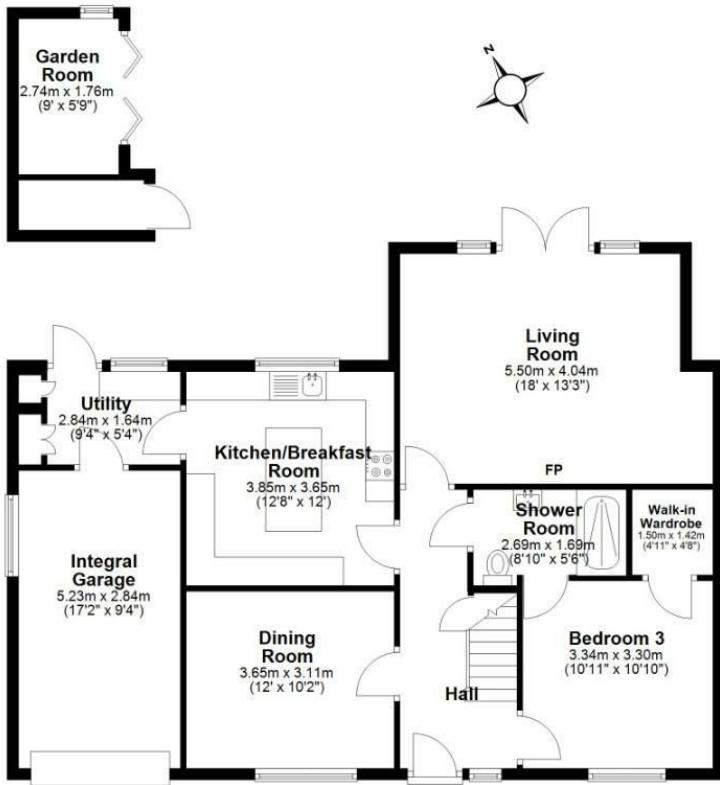 Garden
Room
2.74m x 1.76m
(9' x 5'9")
N
Living
Room
5.50m x 4.04m
(18' x 13'3")
FP
Utility
2.84m x 1.64m
(9'4" x 5'4")
Kitchen/Breakfast
Room
3.85m x 3.65m
(12'8" x 12')
Shower
Room
2.69m x 1.69m
(8'10" x 5'6")
Walk-in
Wardrobe
1.50m x 1.42m
(4'11" x 4'8")
Integral
Garage
5.23m x 2.84m
(17'2" x 9'4")
Dining
Room
3.65m x 3.11m
(12' x 10'2")
Hall
Bedroom 3
3.34m x 3.30m
(10'11" x 10'10")